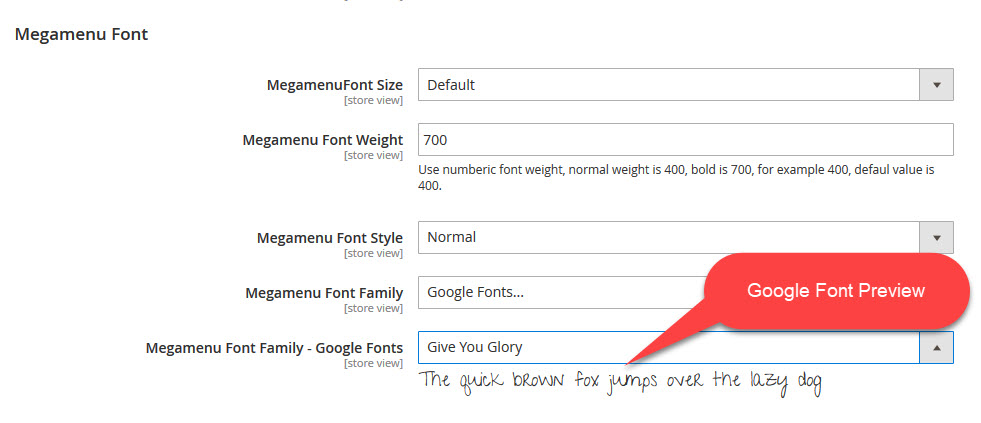 Megamenu Font
MegamenuFont Size
[store view]
Default
Megamenu Font Weight
[store view]
700
Use numberic font weight, normal weight is 400, bold is 700, for example 400, defaul value is
400.
Megamenu Font Style
[store view]
Normal
Megamenu Font Family
[store view]
Google Fonts...
Google Font Preview
Megamenu Font Family - Google Fonts
[store view]
Give You Glory
The quick brown fox jumps over the lazy dog